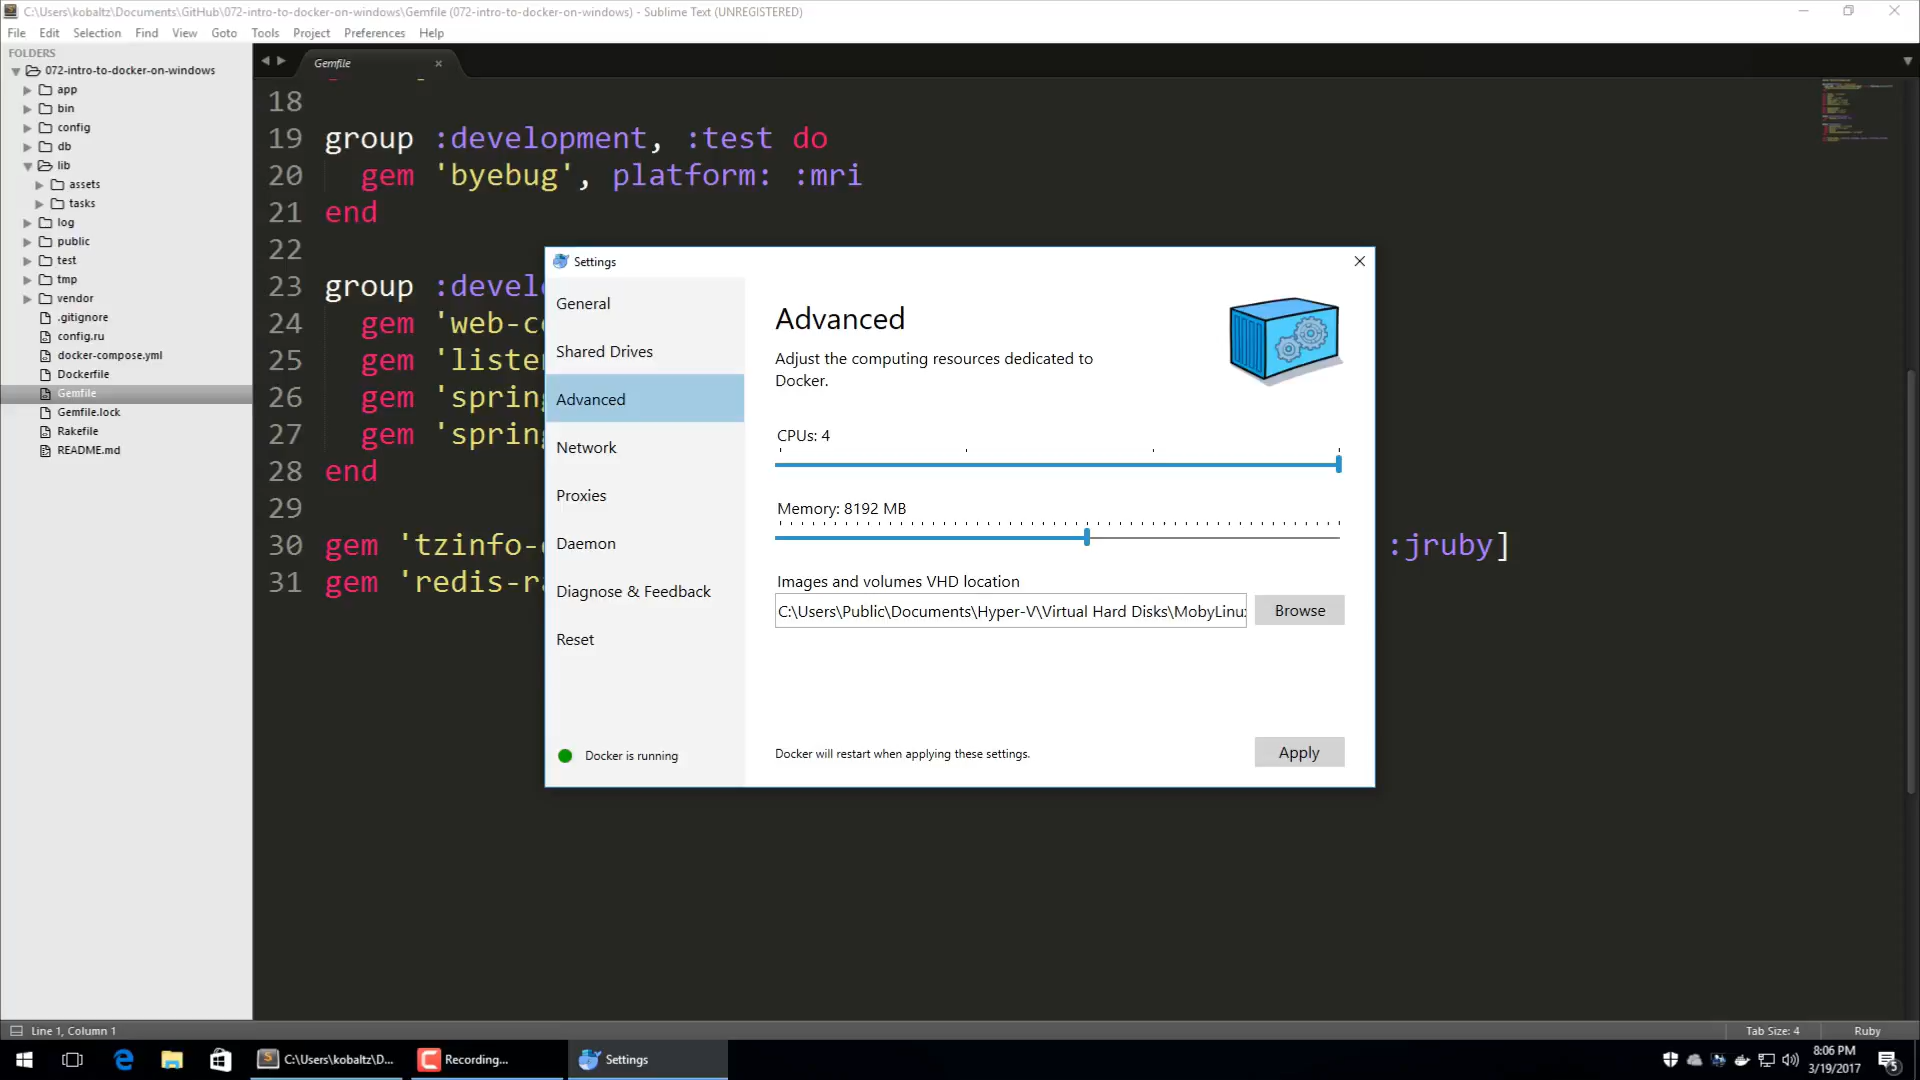 C:\Users\kobaltz\Documents\GitHub\072-intro-to-docker-on-windows\Gemfile (072-intro-to-docker-on-windows) - Sublime Text (UNREGISTERED)
File Edit Selection Find View Goto Tools Project Preferences Help
FOLDERS
072-intro-to-docker-on-windows
app
bin
config
db
lib
assets
tasks
log
public
test
tmp
vendor
.gitignore
config.ru
docker-compose.yml
Dockerfile
Gemfile
Gemfile.lock
Rakefile
README.md
Gemfile
18
19 group :development, :test do
20 gem 'byebug', platform: :mri
21 end
22
23 group :devel
24 gem 'web-co
25 gem 'listen
26 gem 'spring
27 gem 'spring
28 end
29
30 gem 'tzinfo- :jruby]
31 gem 'redis-ra
Settings
General
Shared Drives
Advanced
Network
Proxies
Daemon
Diagnose & Feedback
Reset
Docker is running
Advanced
Adjust the computing resources dedicated to
Docker.
CPUs: 4
Memory: 8192 MB
Images and volumes VHD location
C:\Users\Public\Documents\Hyper-V\Virtual Hard Disks\MobyLinu
Browse
Docker will restart when applying these settings.
Apply
Line 1, Column 1
Tab Size: 4
Ruby
C:\Users\kobaltz\D...
Recording...
Settings
8:06 PM
3/19/2017
5